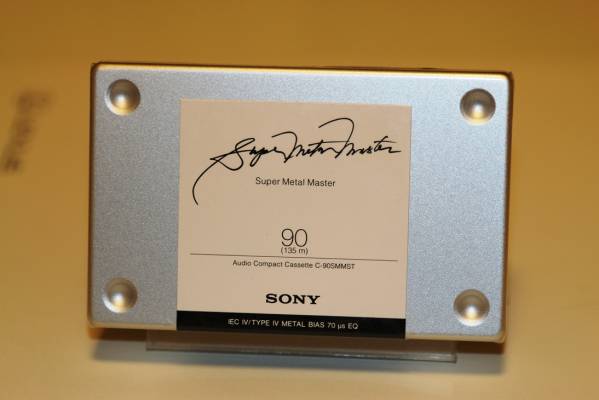 Super Metal Master
Super Metal Master
90
(135 m)
Audio Compact Cassette C-90SMMST
SONY
IEC IV/TYPE IV METAL BIAS 70 µs EQ